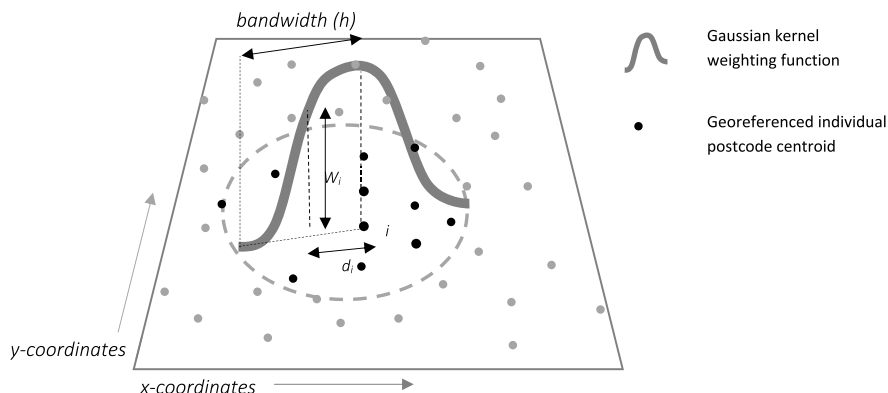 bandwidth (h)
Gaussian kernel
weighting function
Georeferenced individual
postcode centroid
Wi
i
di
y-coordinates
x-coordinates